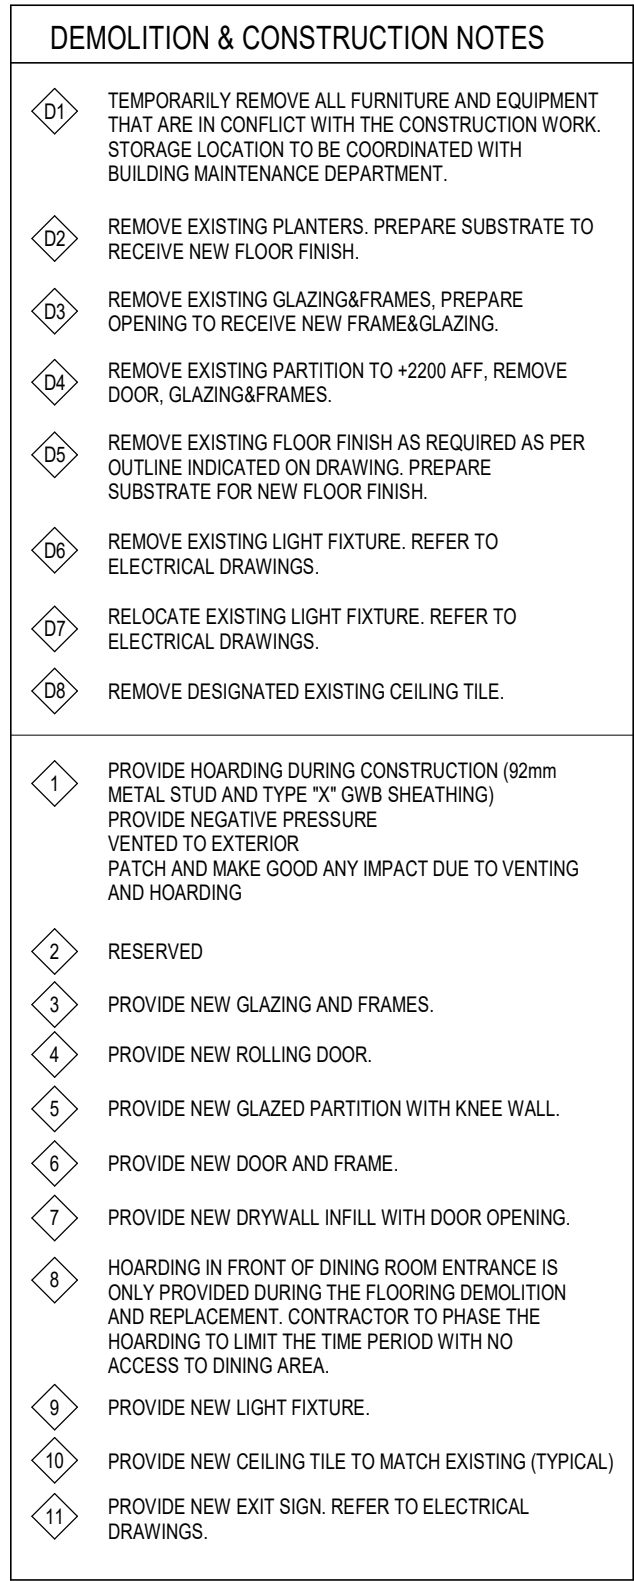 DEMOLITION & CONSTRUCTION NOTES
D1
TEMPORARILY REMOVE ALL FURNITURE AND EQUIPMENT
THAT ARE IN CONFLICT WITH THE CONSTRUCTION WORK.
STORAGE LOCATION TO BE COORDINATED WITH
BUILDING MAINTENANCE DEPARTMENT.
D2
REMOVE EXISTING PLANTERS. PREPARE SUBSTRATE TO
RECEIVE NEW FLOOR FINISH.
D3
REMOVE EXISTING GLAZING&FRAMES, PREPARE
OPENING TO RECEIVE NEW FRAME&GLAZING.
D4
REMOVE EXISTING PARTITION TO +2200 AFF, REMOVE
DOOR, GLAZING&FRAMES.
D5
REMOVE EXISTING FLOOR FINISH AS REQUIRED AS PER
OUTLINE INDICATED ON DRAWING. PREPARE
SUBSTRATE FOR NEW FLOOR FINISH.
D6
REMOVE EXISTING LIGHT FIXTURE. REFER TO
ELECTRICAL DRAWINGS.
D7
RELOCATE EXISTING LIGHT FIXTURE. REFER TO
ELECTRICAL DRAWINGS.
D8
REMOVE DESIGNATED EXISTING CEILING TILE.
1
PROVIDE HOARDING DURING CONSTRUCTION (92mm
METAL STUD AND TYPE "X" GWB SHEATHING)
PROVIDE NEGATIVE PRESSURE
VENTED TO EXTERIOR
PATCH AND MAKE GOOD ANY IMPACT DUE TO VENTING
AND HOARDING
2
RESERVED
3
PROVIDE NEW GLAZING AND FRAMES.
4
PROVIDE NEW ROLLING DOOR.
5
PROVIDE NEW GLAZED PARTITION WITH KNEE WALL.
6
PROVIDE NEW DOOR AND FRAME.
7
PROVIDE NEW DRYWALL INFILL WITH DOOR OPENING.
8
HOARDING IN FRONT OF DINING ROOM ENTRANCE IS
ONLY PROVIDED DURING THE FLOORING DEMOLITION
AND REPLACEMENT. CONTRACTOR TO PHASE THE
HOARDING TO LIMIT THE TIME PERIOD WITH NO
ACCESS TO DINING AREA.
9
PROVIDE NEW LIGHT FIXTURE.
10
PROVIDE NEW CEILING TILE TO MATCH EXISTING (TYPICAL)
11
PROVIDE NEW EXIT SIGN. REFER TO ELECTRICAL
DRAWINGS.